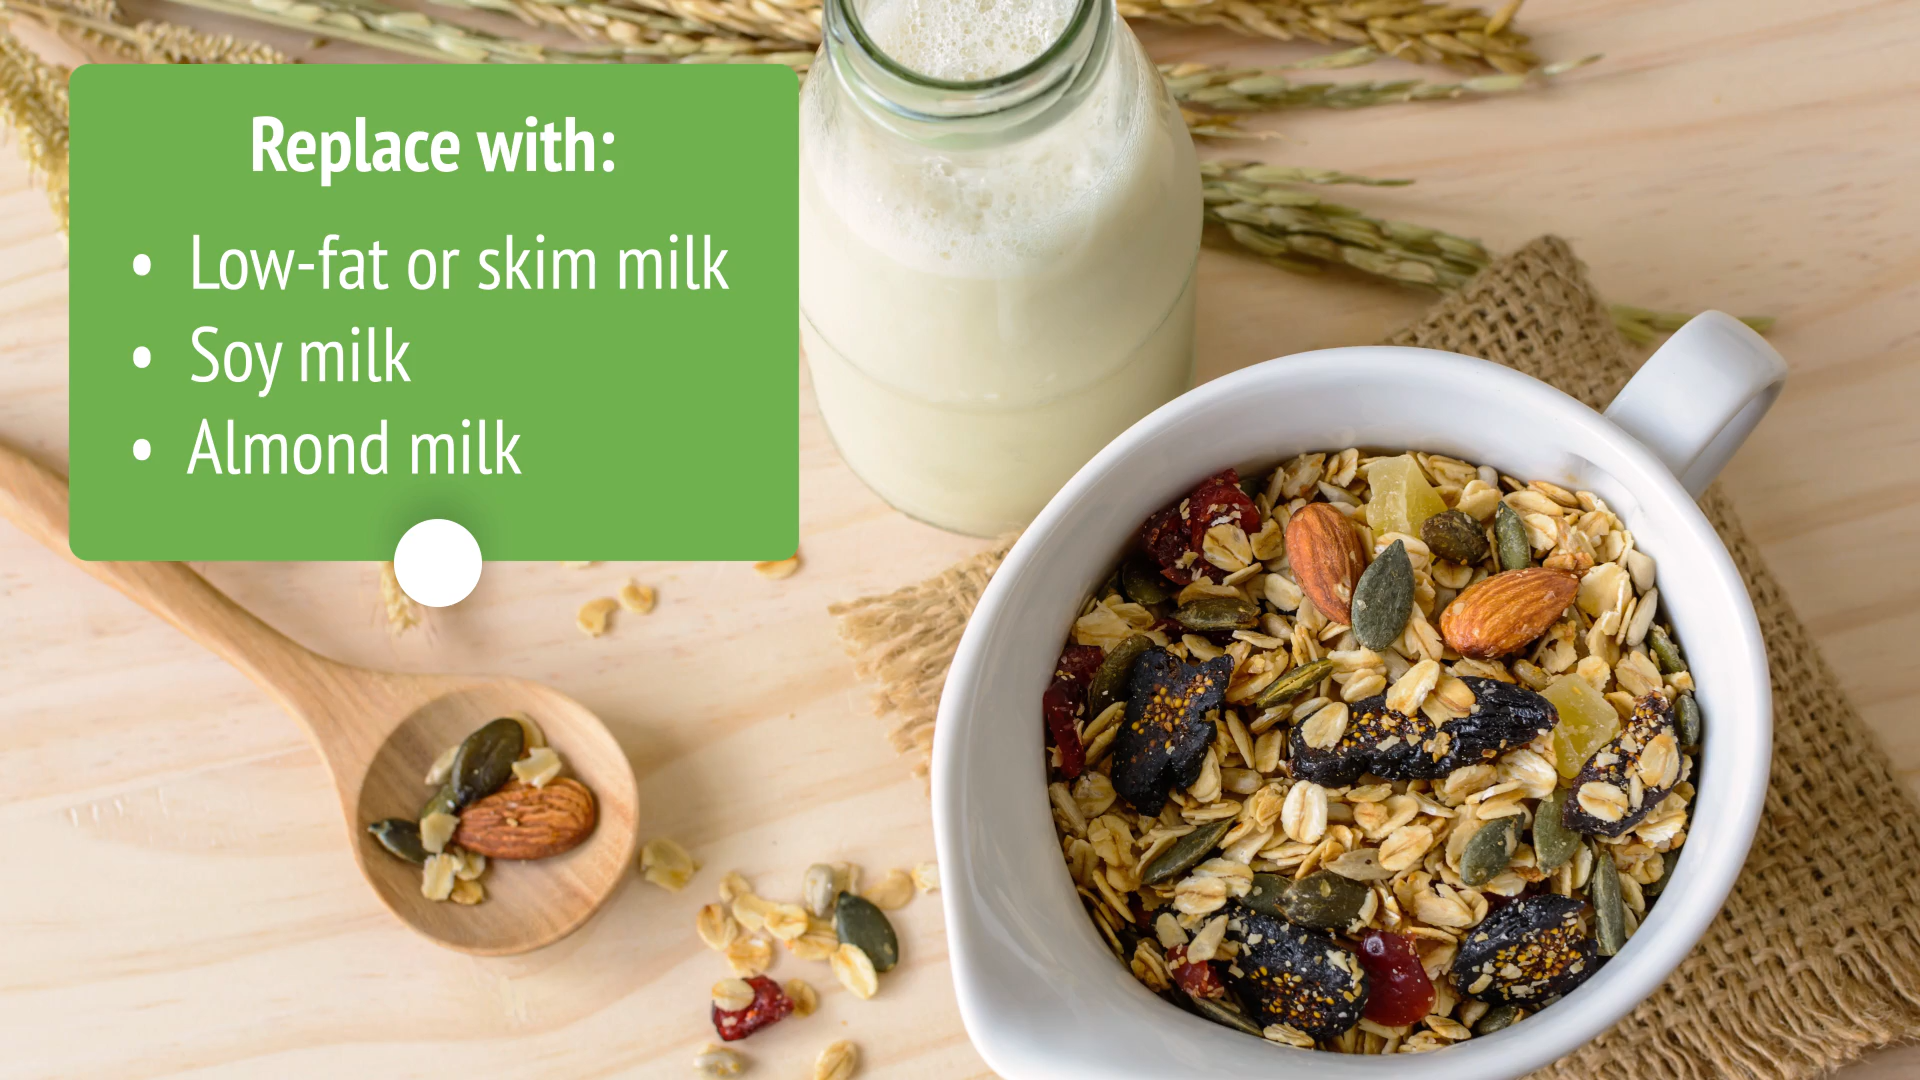 Replace with:
• Low-fat or skim milk
• Soy milk
• Almond milk